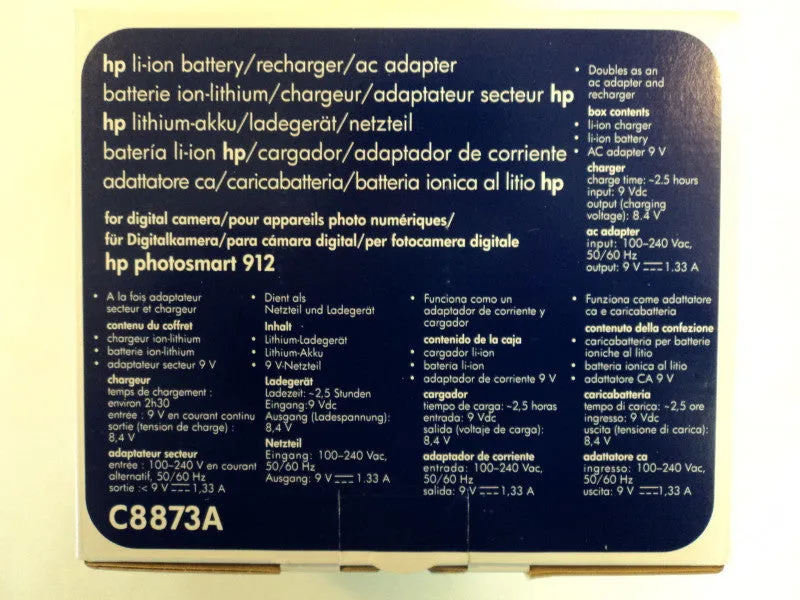 hp li-ion battery/recharger/ac adapter
batterie ion-lithium/chargeur/adaptateur secteur hp
hp lithium-akku/ladegerät/netzteil
batería li-ion hp/cargador/adaptador de corriente
adattatore ca/caricabatteria/batteria ionica al litio hp
for digital camera/pour appareils photo numériques/
für Digitalkamera/para cámara digital/per fotocamera digitale
hp photosmart 912
• Doubles as an
ac adapter and
recharger
box contents
• li-ion charger
• li-ion battery
• AC adapter 9 V
charger
charge time: ~2.5 hours
input: 9 Vdc
output (charging
voltage): 8.4 V
ac adapter
input: 100–240 Vac,
50/60 Hz
output: 9 V ⎓ 1.33 A
• A la fois adaptateur
secteur et chargeur
contenu du coffret
• chargeur ion-lithium
• batterie ion-lithium
• adaptateur secteur 9 V
chargeur
temps de chargement :
environ 2h30
entrée : 9 V en courant continu
sortie (tension de charge) :
8,4 V
adaptateur secteur
entrée : 100–240 V en courant
alternatif, 50/60 Hz
sortie :< 9 V ⎓ 1,33 A
• Dient als
Netzteil und Ladegerät
Inhalt
• Lithium-Ladegerät
• Lithium-Akku
• 9 V-Netzteil
Ladegerät
Ladezeit: ~2,5 Stunden
Eingang:9 Vdc
Ausgang (Ladespannung):
8,4 V
Netzteil
Eingang: 100–240 Vac,
50/60 Hz
Ausgang: 9 V ⎓ 1.33 A
• Funciona como un
adaptador de corriente y
cargador
contenido de la caja
• cargador li-ion
• batería li-ion
• adaptador de corriente 9 V
cargador
tiempo de carga: ~2,5 horas
entrada: 9 Vdc
salida (voltaje de carga):
8,4 V
adaptador de corriente
entrada: 100–240 Vac,
50/60 Hz
salida: 9 V ⎓ 1,33 A
• Funziona come adattatore
ca e caricabatteria
contenuto della confezione
• caricabatteria per batterie
ioniche al litio
• batteria ionica al litio
• adattatore CA 9 V
caricabatteria
tempo di carica: ~2,5 ore
ingresso: 9 Vdc
uscita (tensione di carica):
8,4 V
adattatore ca
ingresso: 100–240 Vac,
50/60 Hz
uscita: 9 V ⎓ 1,33 A
C8873A